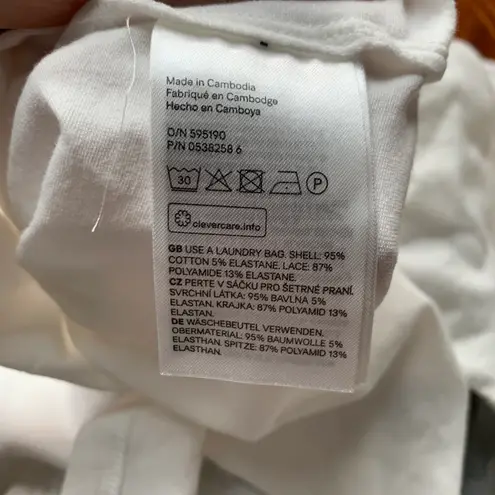 Made in Cambodia
Fabriqué en Cambodge
Hecho en Camboya
O/N 595190
P/N 0538258 6
30 P
clevercare.info
GB USE A LAUNDRY BAG. SHELL: 95%
COTTON 5% ELASTANE. LACE: 87%
POLYAMIDE 13% ELASTANE.
CZ PERTE V SÁČKU PRO ŠETRNÉ PRANÍ.
SVRCHNÍ LÁTKA: 95% BAVLNA 5%
ELASTAN. KRAJKA: 87% POLYAMID 13%
ELASTAN.
DE WÄSCHEBEUTEL VERWENDEN.
OBERMATERIAL: 95% BAUMWOLLE 5%
ELASTHAN. SPITZE: 87% POLYAMID 13%
ELASTHAN.